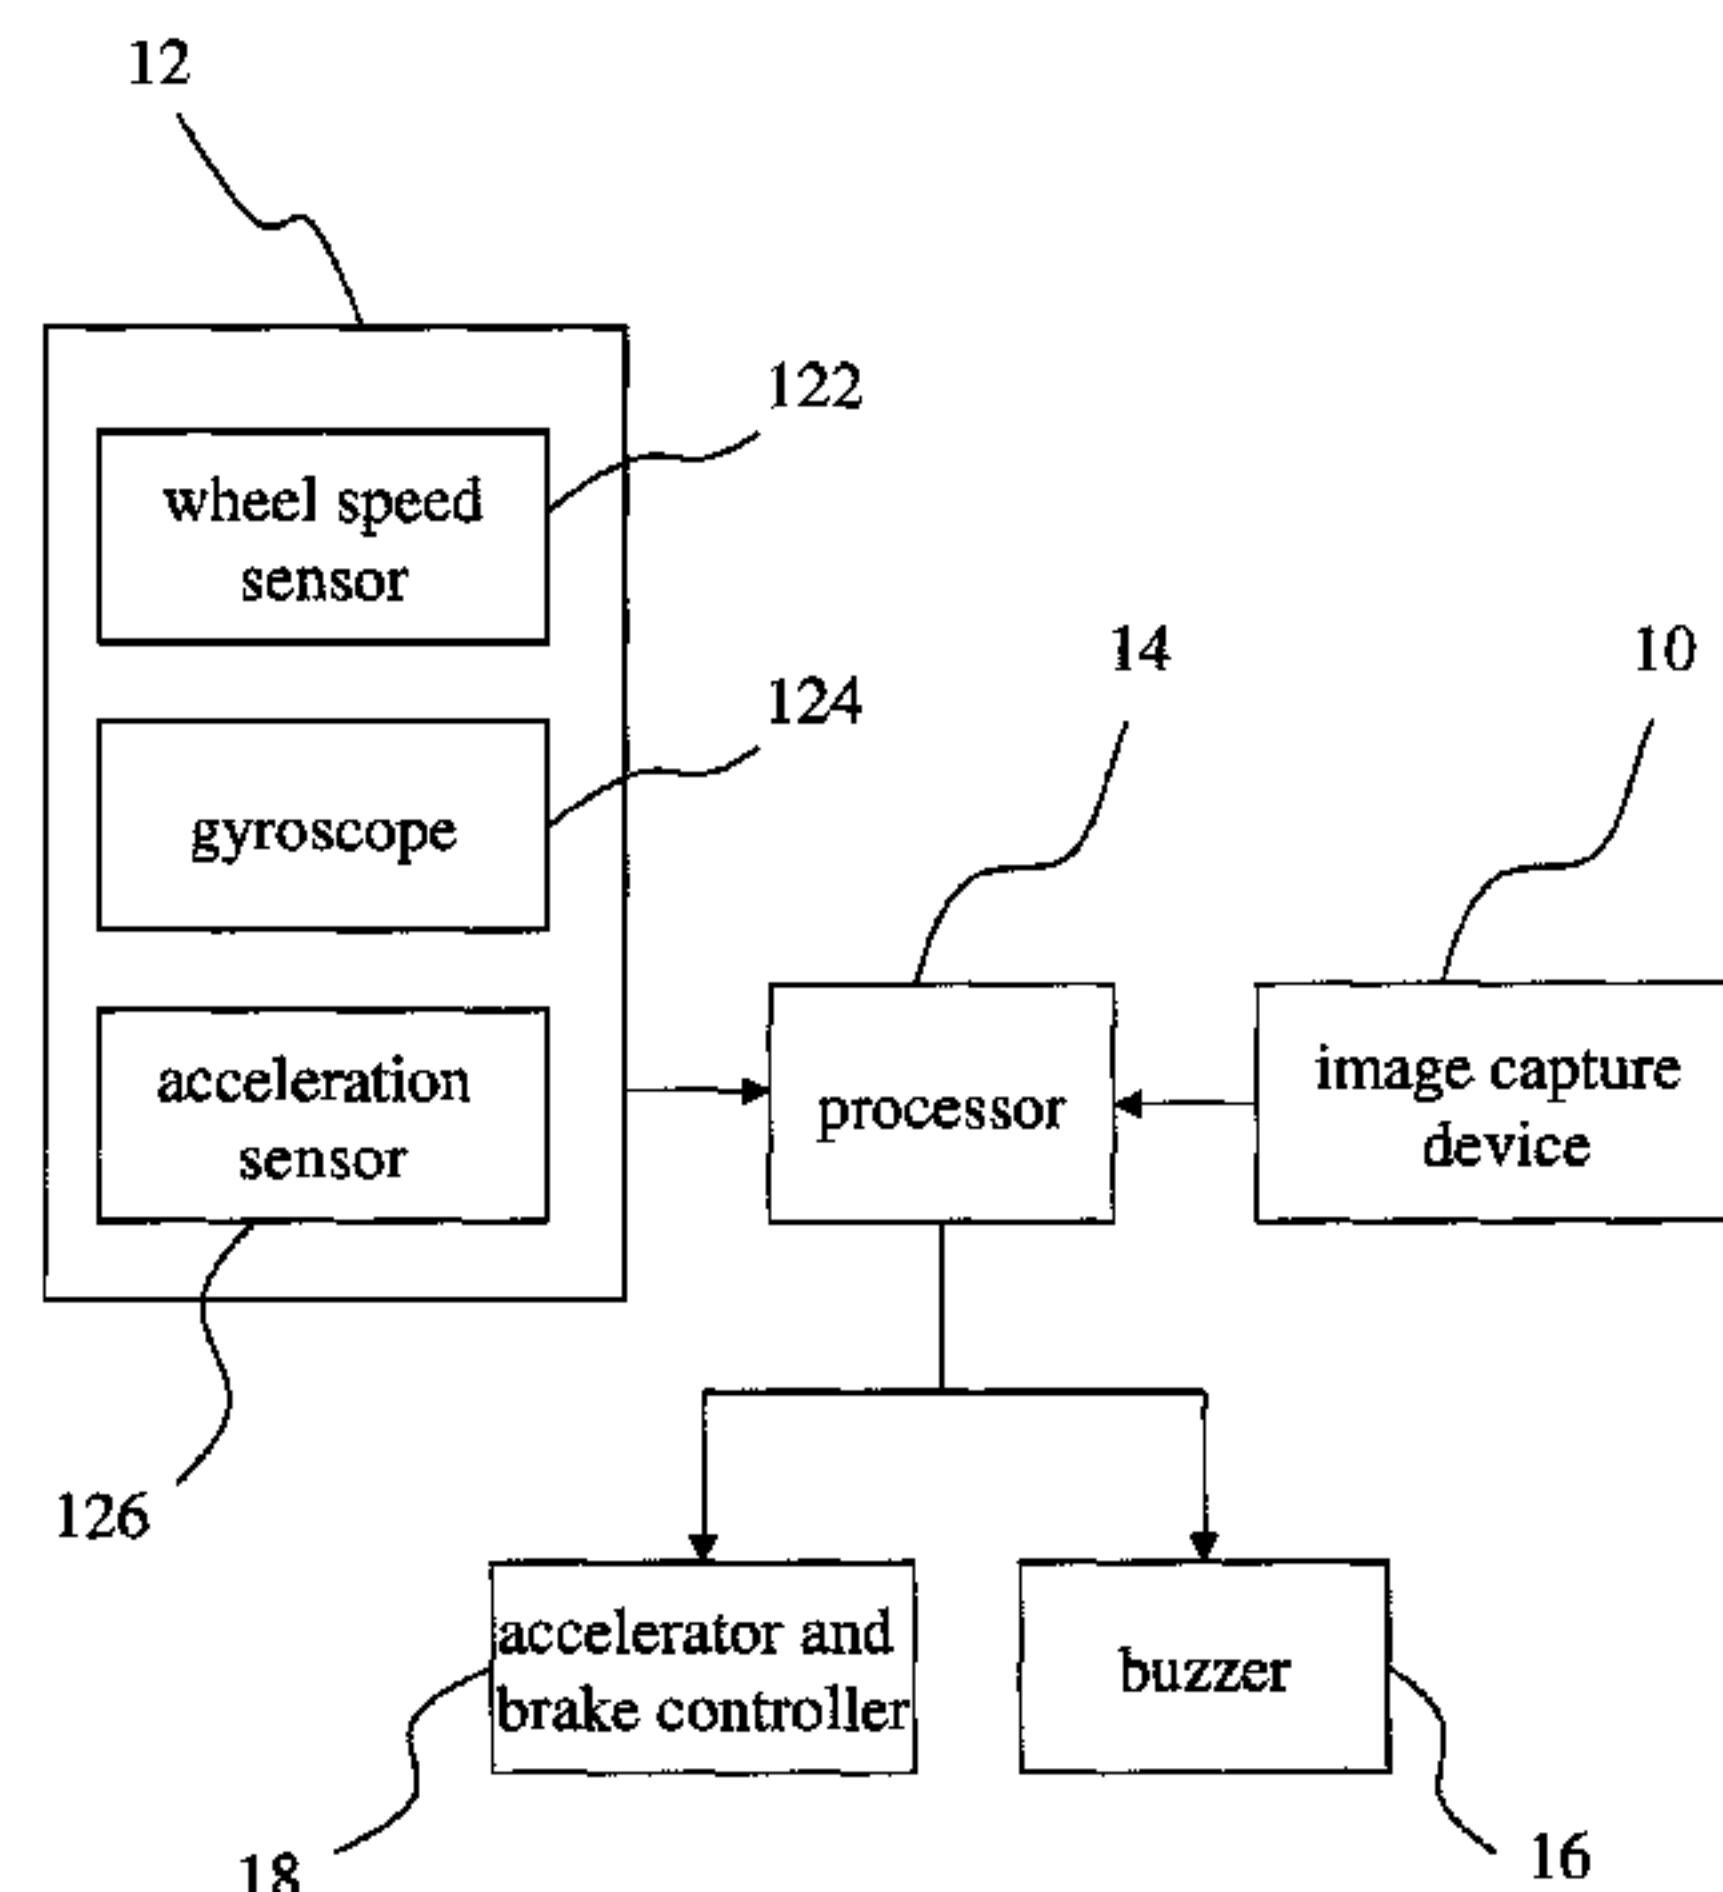 12
122
wheel speed
sensor
124
gyroscope
14
10
acceleration
sensor
processor
image capture
device
126
accelerator and
brake controller
buzzer
18
16